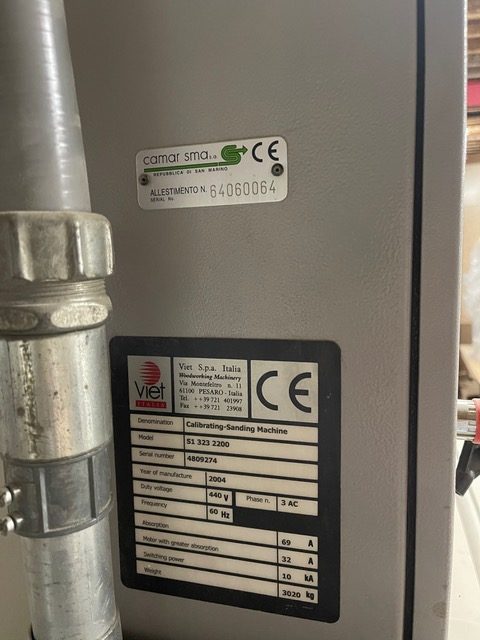 camar sma s.a. CE
REPUBBLICA DI SAN MARINO
ALLESTIMENTO N. 64060064
SERIAL No.
Viet
ITALIA
Viet S.p.a. Italia
Woodworking Machinery
Via Montefeltro n. 11
61100 PESARO - Italia
Tel. ++39 721 401997
Fax ++39 721 23908
CE
Denomination Calibrating-Sanding Machine
Model S1 323 2200
Serial number 4809274
Year of manufacture 2004
Duty voltage 440 V Phase n. 3 AC
Frequency 60 Hz
Absorption 69 A
Motor with greater absorption 32 A
Switching power 10 kA
Weight 3020 kg